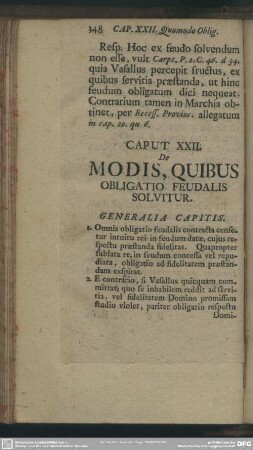 348 CAP. XXII. Quomodo Oblig.
Resp. Hoc ex feudo solvendum
non esse, vult Carpz. P. 2. C. 46. d 34.
quia Vasallus percepit fructus, ex
quibus servitia præstanda, ut hinc
feudum obligatum dici nequeat.
Contrarium tamen in Marchia ob-
tinet, per Recess. Provinc. allegatum
in cap. 20. qu 6.
CAPUT XXII.
De
MODIS, QUIBUS
OBLIGATIO FEUDALIS
SOLVITUR.
GENERALIA CAPITIS.
1. Omnis obligatio feudalis contracta cense-
tur intuitu rei in feudum datæ, cujus re-
spectu præstanda fidelitas. Quapropter
sublata re, in feudum concessa vel repu-
diata, obligatio ad fidelitatem præstan-
dam exspirat.
2. E contrario, si Vasallus quicquam com-
mittat, quo se inhabilem reddit ad servi-
tia, vel fidelitatem Domino promissam
studio violet, pariter obligatio respectu
Domi-